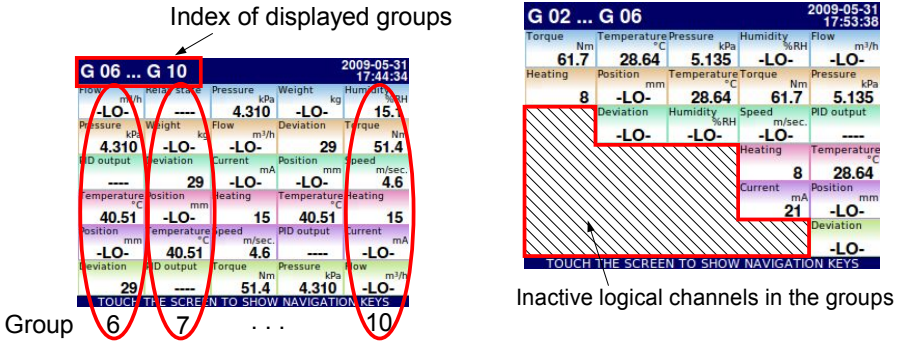 Index of displayed groups
G 06 ... G 10
2009-05-31
17:44:34
Flow Relay state Pressure Weight Humidity
m³/h kPa kg %RH
-LO- ---- 4.310 -LO- 15.1
Pressure Weight Flow Deviation Torque
kPa kg m³/h Nm
4.310 -LO- -LO- 29 51.4
PID output Deviation Current Position Speed
mA mm m/sec.
---- 29 -LO- -LO- 4.6
Temperature Position Heating Temperature Heating
°C mm °C
40.51 -LO- 15 40.51 15
Position Temperature Speed PID output Current
mm °C m/sec. mA
-LO- 40.51 4.6 ---- -LO-
Deviation PID output Torque Pressure Flow
Nm kPa m³/h
29 ---- 51.4 4.310 -LO-
TOUCH THE SCREEN TO SHOW NAVIGATION KEYS
Group 6 7 . . . 10
G 02 ... G 06
2009-05-31
17:53:38
Torque Temperature Pressure Humidity Flow
Nm °C kPa %RH m³/h
61.7 28.64 5.135 -LO- -LO-
Heating Position Temperature Torque Pressure
mm °C Nm kPa
8 -LO- 28.64 61.7 5.135
Deviation Humidity Speed PID output
%RH m/sec.
-LO- -LO- -LO- ----
Heating Temperature
°C
8 28.64
Current Position
mA mm
21 -LO-
Deviation
-LO-
TOUCH THE SCREEN TO SHOW NAVIGATION KEYS
Inactive logical channels in the groups